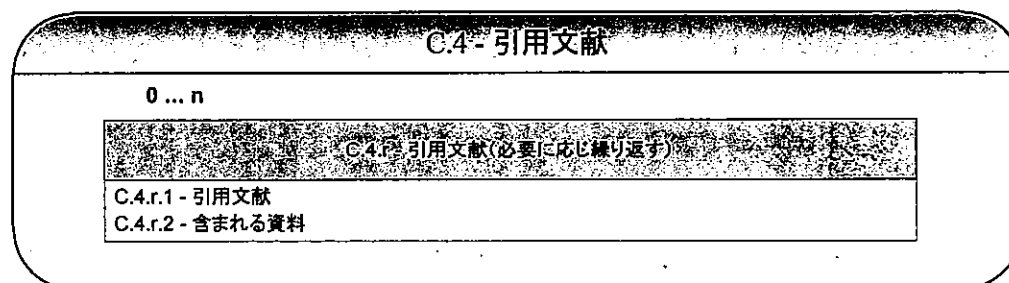 C.4 - 引用文献
0 ... n
C.4.r - 引用文献(必要に応じ繰り返す)
C.4.r.1 - 引用文献
C.4.r.2 - 含まれる資料